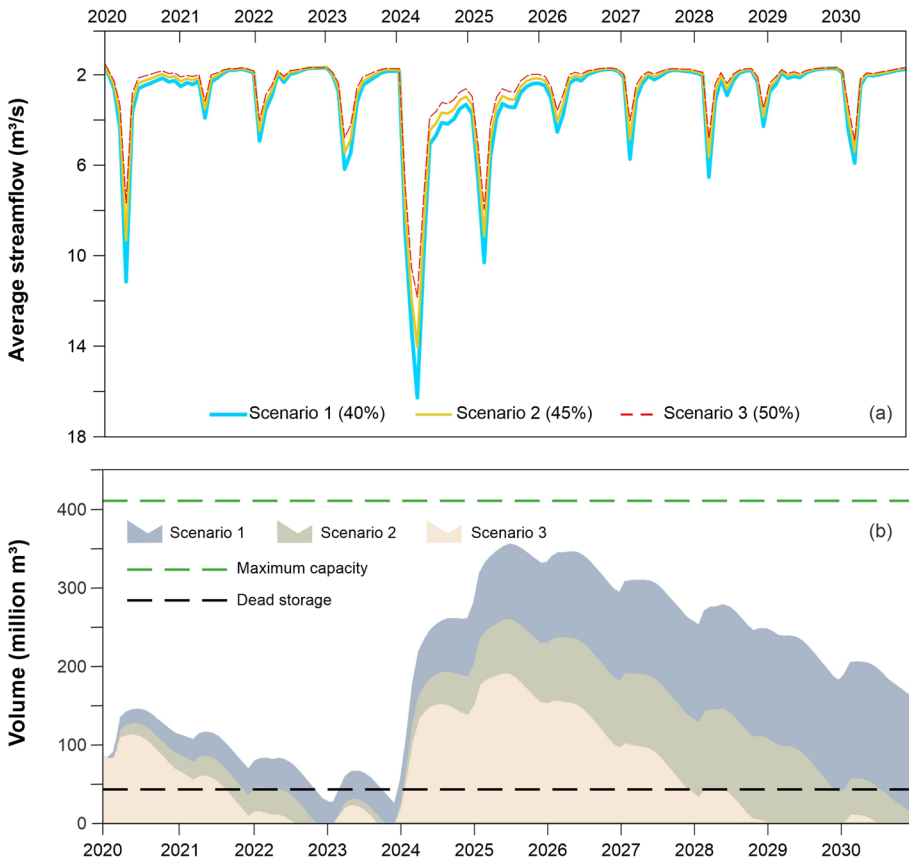 2020 2021 2022 2023 2024 2025 2026 2027 2028 2029 2030
Average streamflow (m³/s)
2
6
10
14
18
Scenario 1 (40%) Scenario 2 (45%) Scenario 3 (50%) (a)
Volume (million m³)
400
300
200
100
0
(b)
Scenario 1 Scenario 2 Scenario 3
Maximum capacity
Dead storage
2020 2021 2022 2023 2024 2025 2026 2027 2028 2029 2030